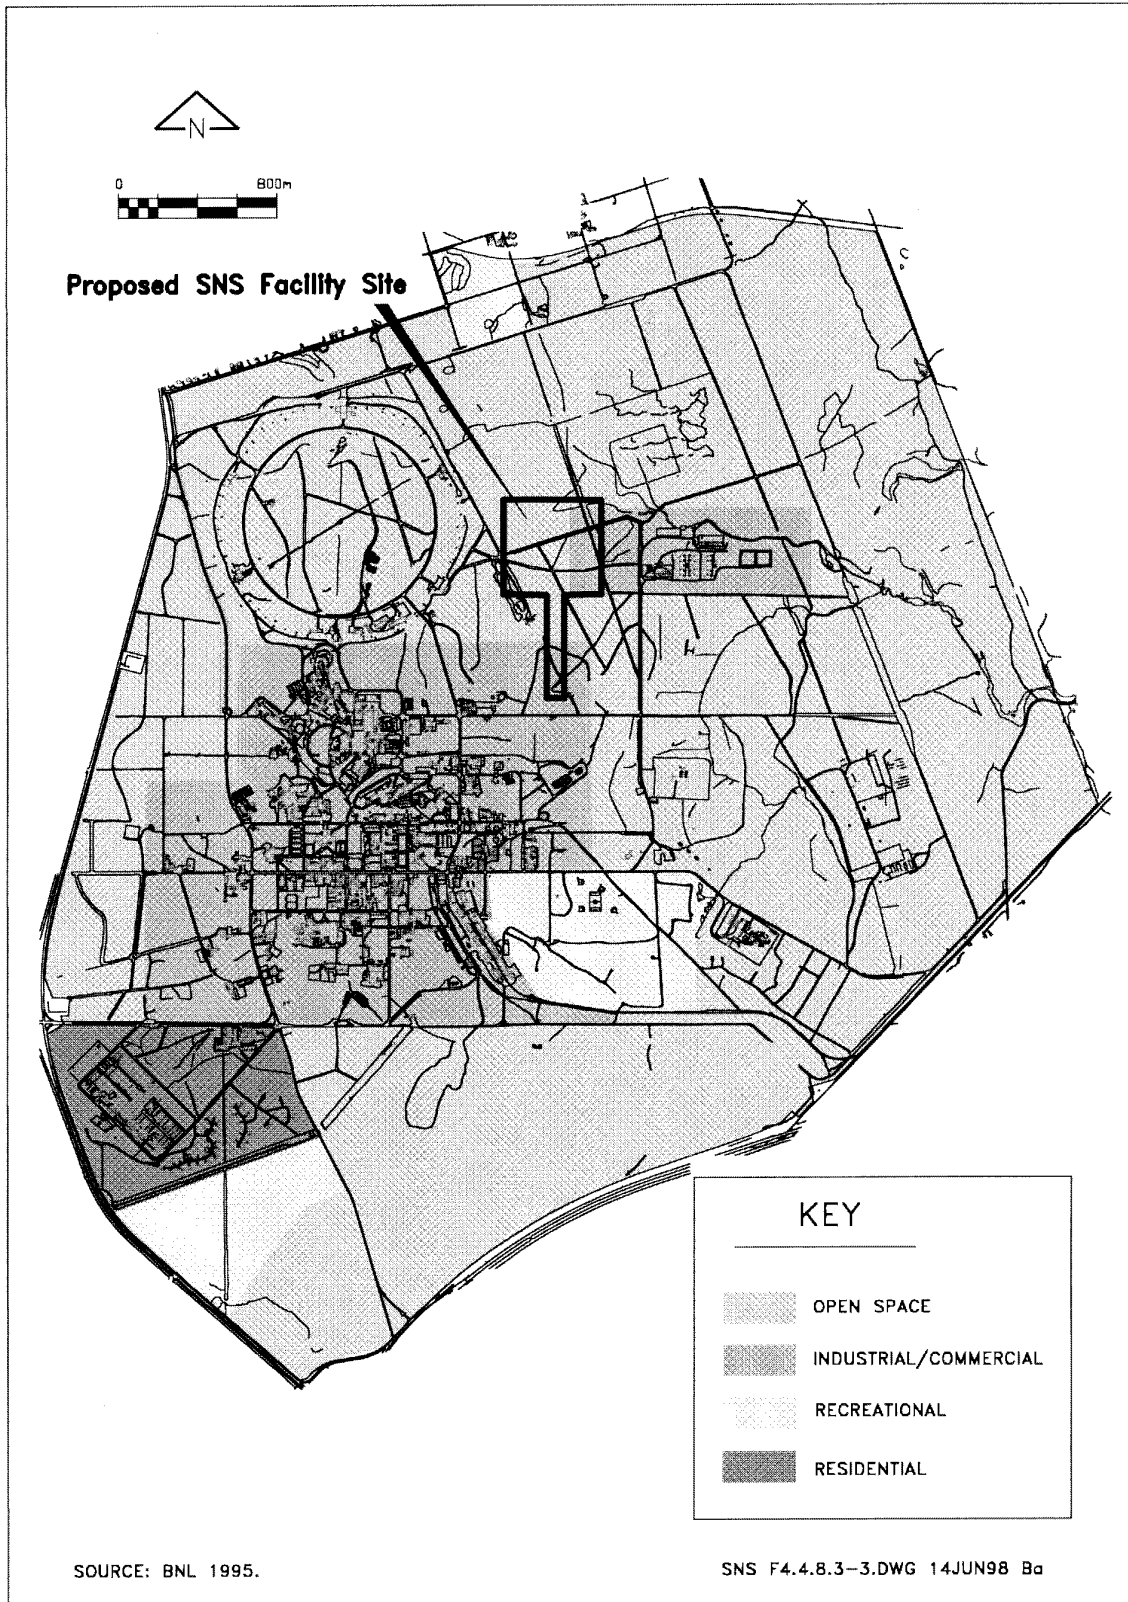 N
0 800m
Proposed SNS Facility Site
KEY
OPEN SPACE
INDUSTRIAL/COMMERCIAL
RECREATIONAL
RESIDENTIAL
SOURCE: BNL 1995.
SNS F4.4.8.3-3.DWG 14JUN98 Ba